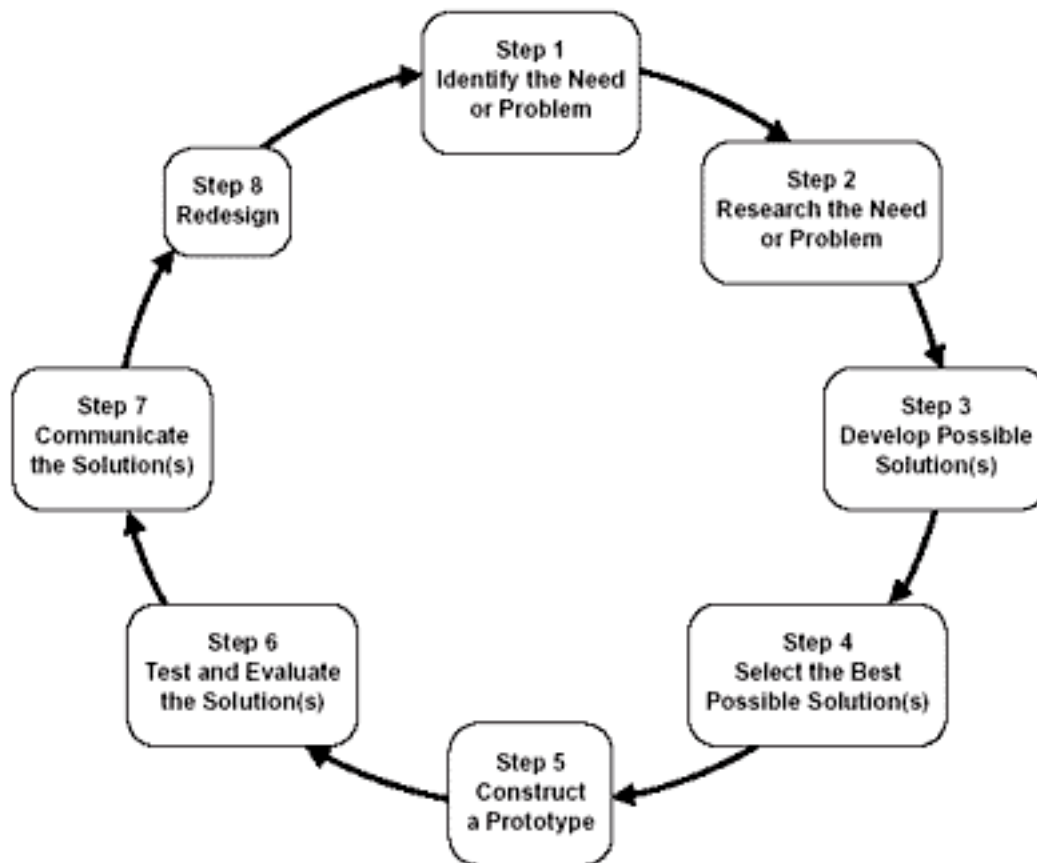 Step 1
Identify the Need
or Problem
Step 2
Research the Need
or Problem
Step 3
Develop Possible
Solution(s)
Step 4
Select the Best
Possible Solution(s)
Step 5
Construct
a Prototype
Step 6
Test and Evaluate
the Solution(s)
Step 7
Communicate
the Solution(s)
Step 8
Redesign